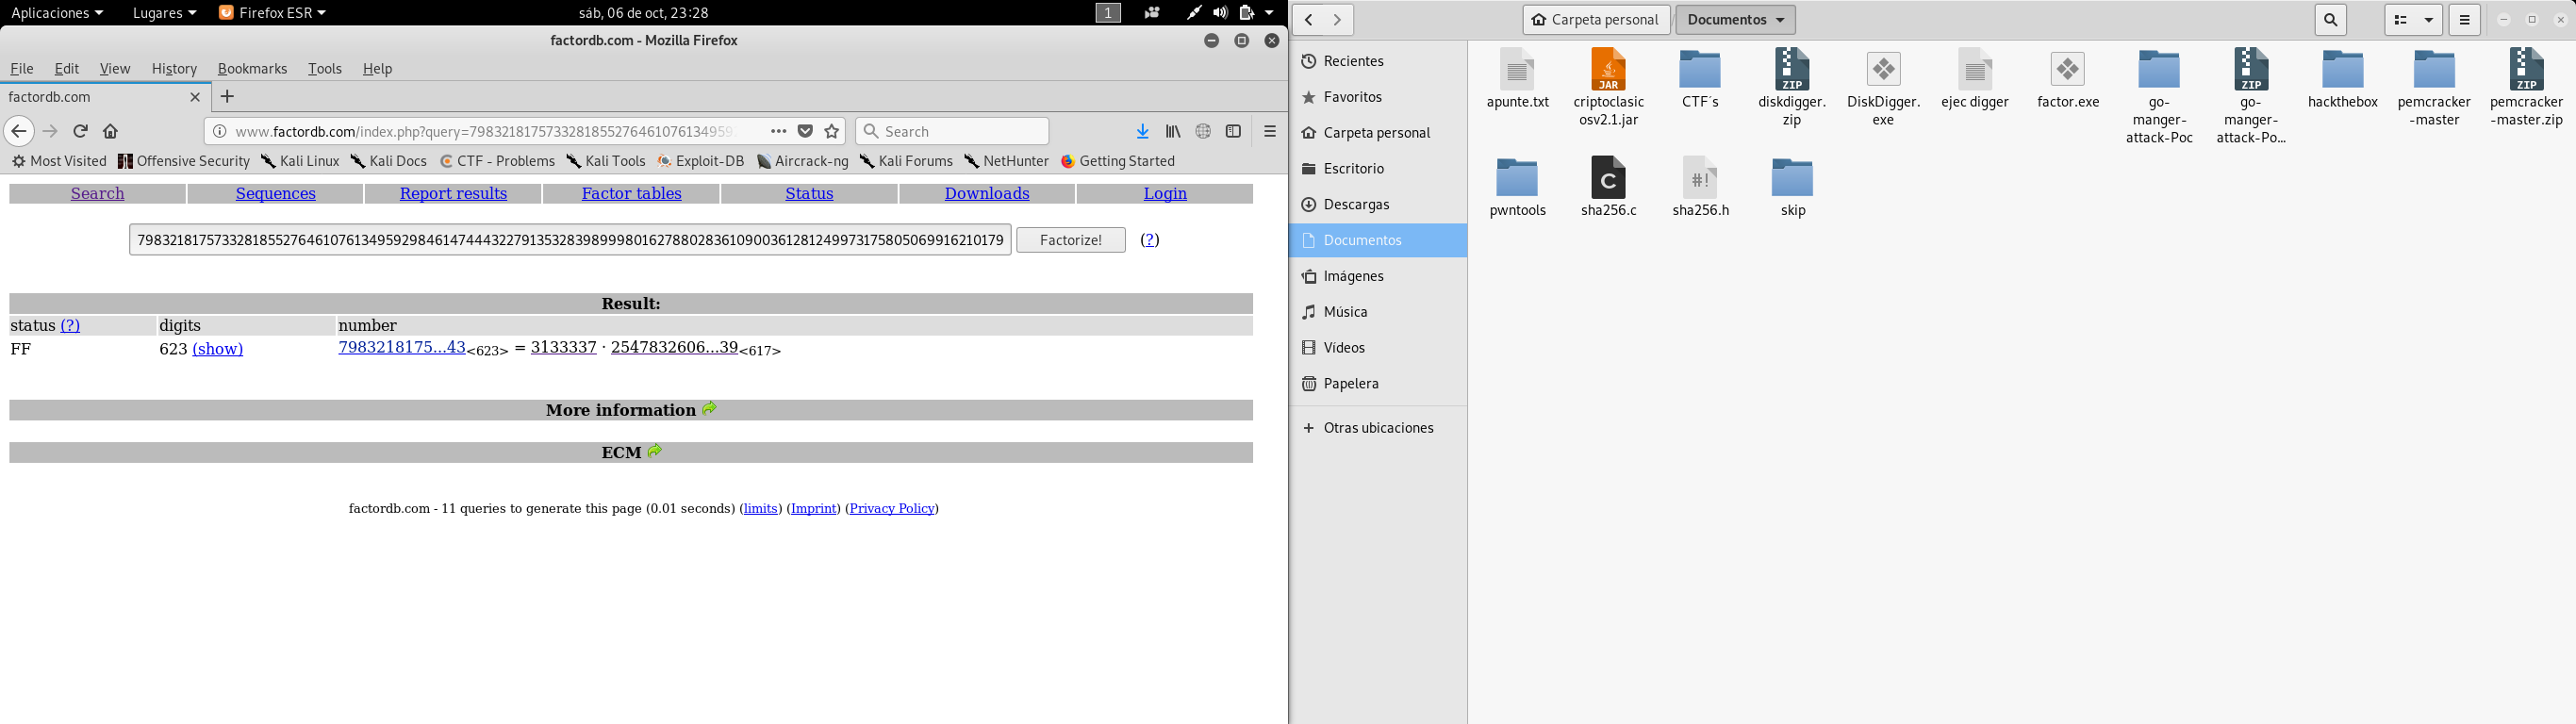 Aplicaciones Lugares Firefox ESR sáb, 06 de oct, 23:28 1
factordb.com - Mozilla Firefox
File Edit View History Bookmarks Tools Help
factordb.com
www.factordb.com/index.php?query=79832181757332818552764610761349592 Search
Most Visited Offensive Security Kali Linux Kali Docs CTF - Problems Kali Tools Exploit-DB Aircrack-ng Kali Forums NetHunter Getting Started
Search Sequences Report results Factor tables Status Downloads Login
79832181757332818552764610761349592984614744432279135328398999801627880283610900361281249973175805069916210179 Factorize! (?)
Result:
status (?) digits number
FF 623 (show) 7983218175...43<623> = 3133337 · 2547832606...39<617>
More information
ECM
factordb.com - 11 queries to generate this page (0.01 seconds) (limits) (Imprint) (Privacy Policy)
Carpeta personal Documentos
Recientes
Favoritos
Carpeta personal
Escritorio
Descargas
Documentos
Imágenes
Música
Vídeos
Papelera
Otras ubicaciones
JAR ZIP ZIP ZIP
apunte.txt criptoclasic CTF´s diskdigger. DiskDigger. ejec digger factor.exe go- go- hackthebox pemcracker pemcracker
osv2.1.jar zip exe manger- manger- -master -master.zip
attack-Poc attack-Po...
C #!
pwntools sha256.c sha256.h skip